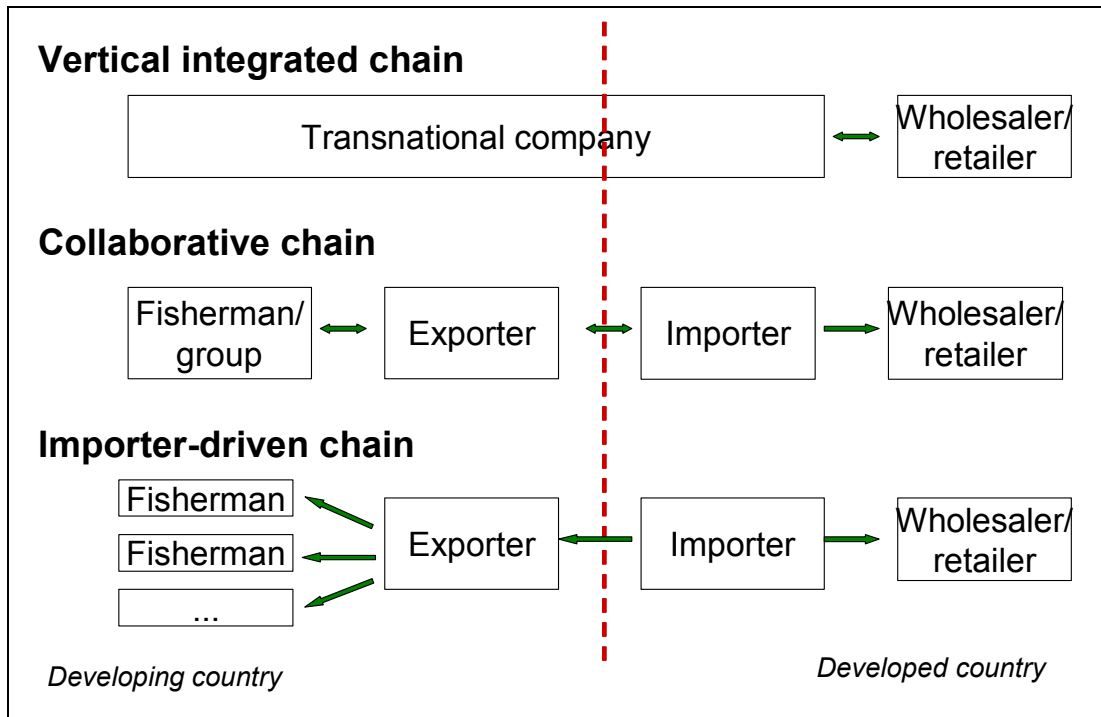 Vertical integrated chain
Transnational company
Wholesaler/
retailer
Collaborative chain
Fisherman/
group
Exporter
Importer
Wholesaler/
retailer
Importer-driven chain
Fisherman
Fisherman
...
Exporter
Importer
Wholesaler/
retailer
Developing country
Developed country